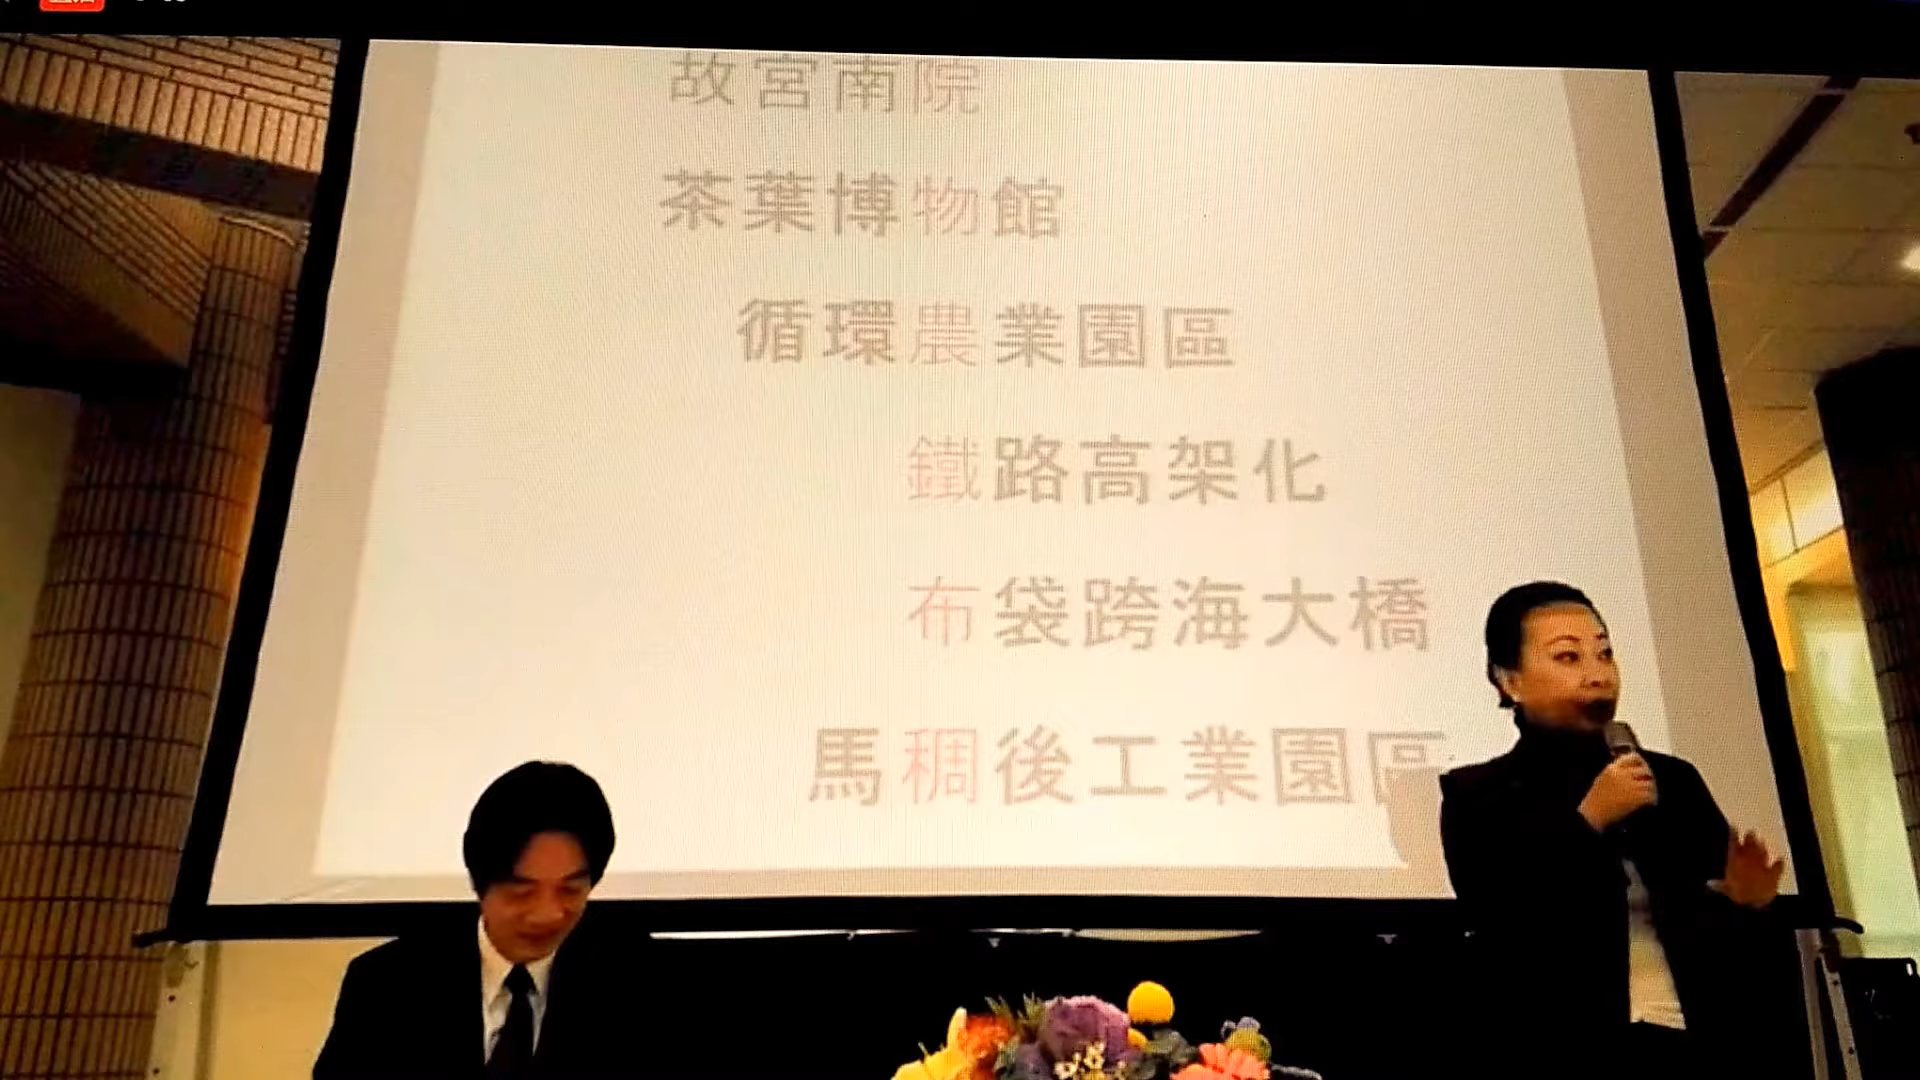 故宮南院
茶葉博物館
循環農業園區
鐵路高架化
布袋跨海大橋
馬稠後工業園區